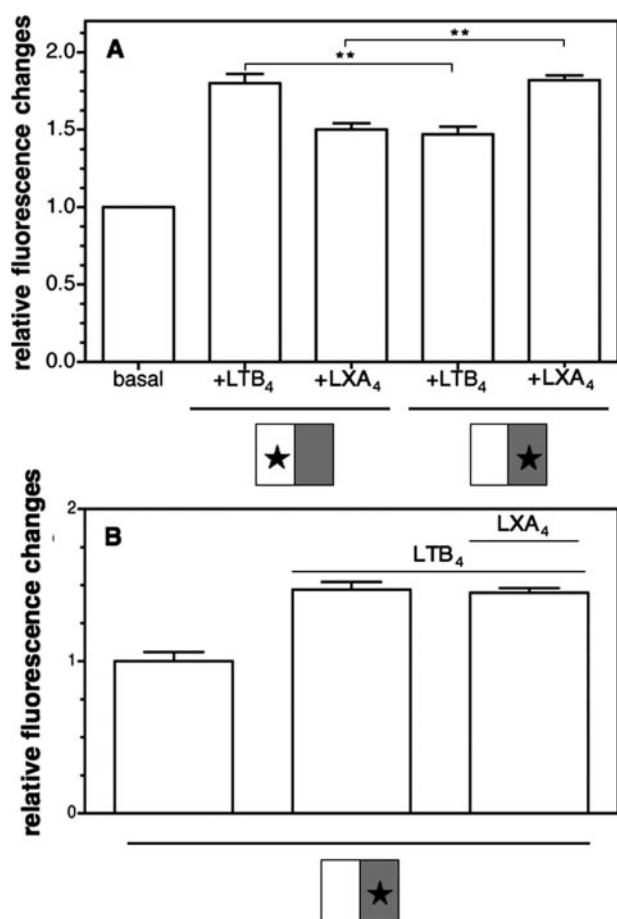 A
relative fluorescence changes
2.0
1.5
1.0
0.5
0.0
**
**
basal +LTB₄ +LXA₄ +LTB₄ +LXA₄
B
relative fluorescence changes
2
1
0
LXA₄
LTB₄